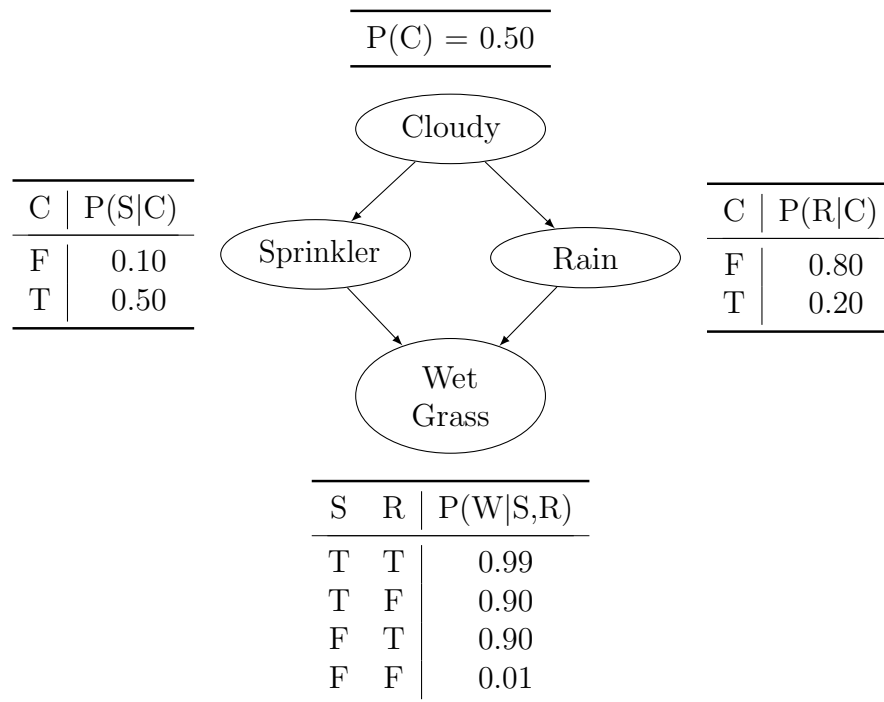 P(C) = 0.50
Cloudy
C P(S|C)
F 0.10
T 0.50
Sprinkler
Rain
C P(R|C)
F 0.80
T 0.20
Wet
Grass
S R P(W|S,R)
T T 0.99
T F 0.90
F T 0.90
F F 0.01